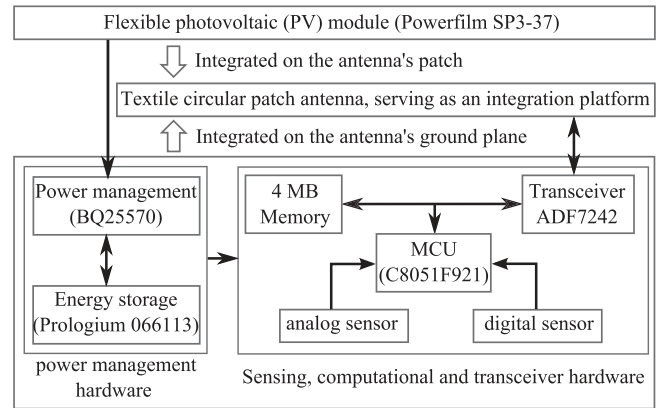 Flexible photovoltaic (PV) module (Powerfilm SP3-37)
Integrated on the antenna's patch
Textile circular patch antenna, serving as an integration platform
Integrated on the antenna's ground plane
Power management
(BQ25570)
Energy storage
(Prologium 066113)
power management
hardware
4 MB
Memory
Transceiver
ADF7242
MCU
(C8051F921)
analog sensor
digital sensor
Sensing, computational and transceiver hardware